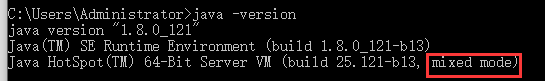 C:\Users\Administrator>java -version
java version "1.8.0_121"
Java(TM) SE Runtime Environment (build 1.8.0_121-b13)
Java HotSpot(TM) 64-Bit Server VM (build 25.121-b13, mixed mode)